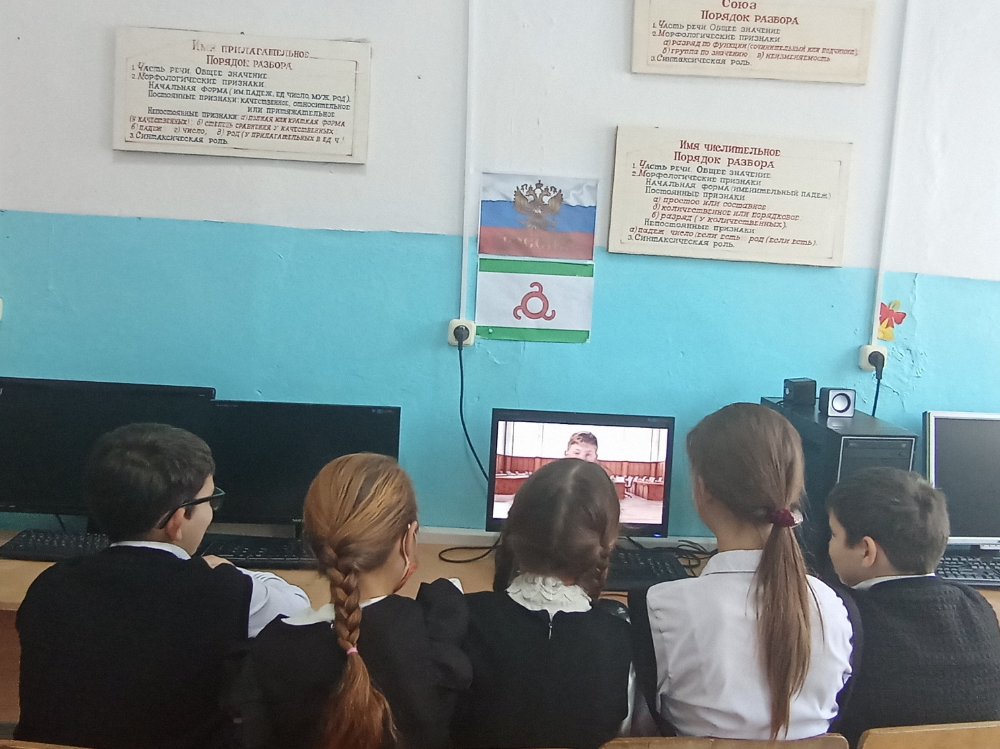 Имя прилагательное
Порядок разбора
1. Часть речи. Общее значение
2. Морфологические признаки.
Начальная форма (им. падеж, ед. число, муж. род).
Постоянные признаки: качественное, относительное
или притяжательное
Непостоянные признаки: а) полная или краткая форма
(у качественных); б) степень сравнения у качественных;
в) падеж г) число; д) род (у прилагательных в ед. ч.)
3. Синтаксическая роль.
Союз
Порядок разбора
1. Часть речи. Общее значение
2. Морфологические признаки
а) разряд по функции (сочинительный или подчинит);
б) группа по значению в) неизменяемость
3. Синтаксическая роль.
Имя числительное
Порядок разбора
1. Часть речи. Общее значение.
2. Морфологические признаки
Начальная форма (именительный падеж)
Постоянные признаки
а) простое или составное
б) количественное или порядковое
в) разряд (у количественных).
Непостоянные признаки
а) падеж число (если есть) род (если есть).
3. Синтаксическая роль.
РОССИЯ